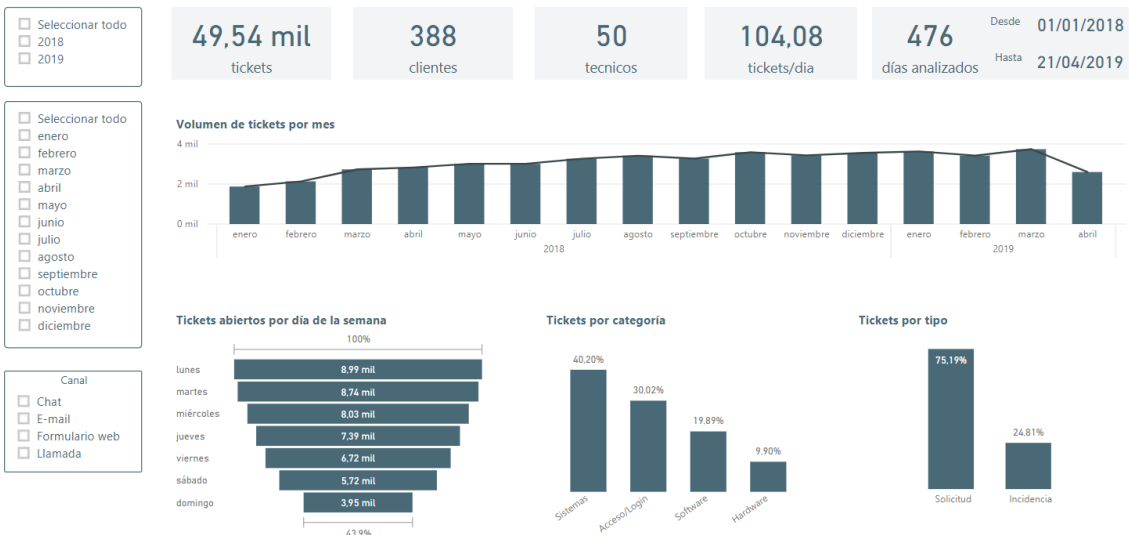 Seleccionar todo
2018
2019
49,54 mil
tickets
388
clientes
50
tecnicos
104,08
tickets/dia
476
días analizados
Desde 01/01/2018
Hasta 21/04/2019
Seleccionar todo
enero
febrero
marzo
abril
mayo
junio
julio
agosto
septiembre
octubre
noviembre
diciembre
Canal
Chat
E-mail
Formulario web
Llamada
Volumen de tickets por mes
4 mil
2 mil
0 mil
enero febrero marzo abril mayo junio julio agosto septiembre octubre noviembre diciembre enero febrero marzo abril
2018 2019
Tickets abiertos por día de la semana
100%
lunes 8,99 mil
martes 8,74 mil
miércoles 8,03 mil
jueves 7,39 mil
viernes 6,72 mil
sábado 5,72 mil
domingo 3,95 mil
43,9%
Tickets por categoría
40,20%
30,02%
19,89%
9,90%
Sistemas Acceso/Login Software Hardware
Tickets por tipo
75,19%
24,81%
Solicitud Incidencia